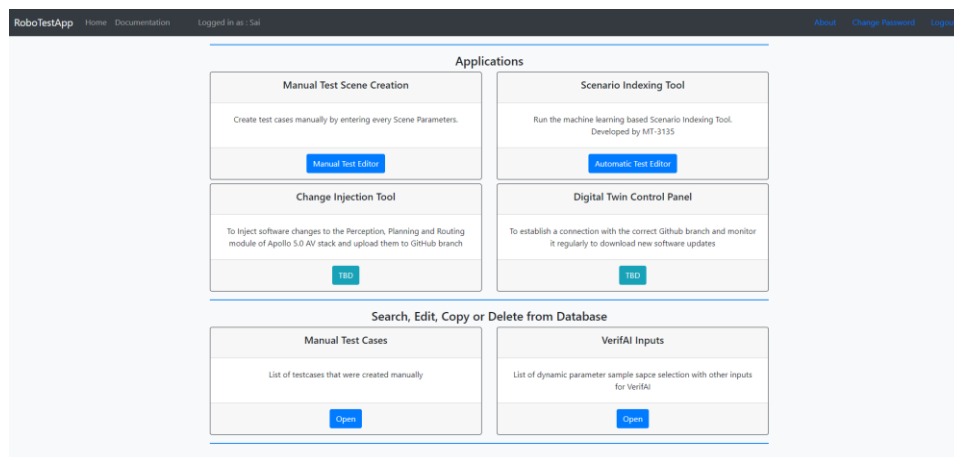 RoboTestApp Home Documentation Logged in as : Sai About Change Password Logou
Applications
Manual Test Scene Creation
Create test cases manually by entering every Scene Parameters.
Manual Test Editor
Scenario Indexing Tool
Run the machine learning based Scenario Indexing Tool.
Developed by MT-3135
Automatic Test Editor
Change Injection Tool
To Inject software changes to the Perception, Planning and Routing
module of Apollo 5.0 AV stack and upload them to GitHub branch
TBD
Digital Twin Control Panel
To establish a connection with the correct Github branch and monitor
it regularly to download new software updates
TBD
Search, Edit, Copy or Delete from Database
Manual Test Cases
List of testcases that were created manually
Open
VerifAI Inputs
List of dynamic parameter sample sapce selection with other inputs
for VerifAI
Open